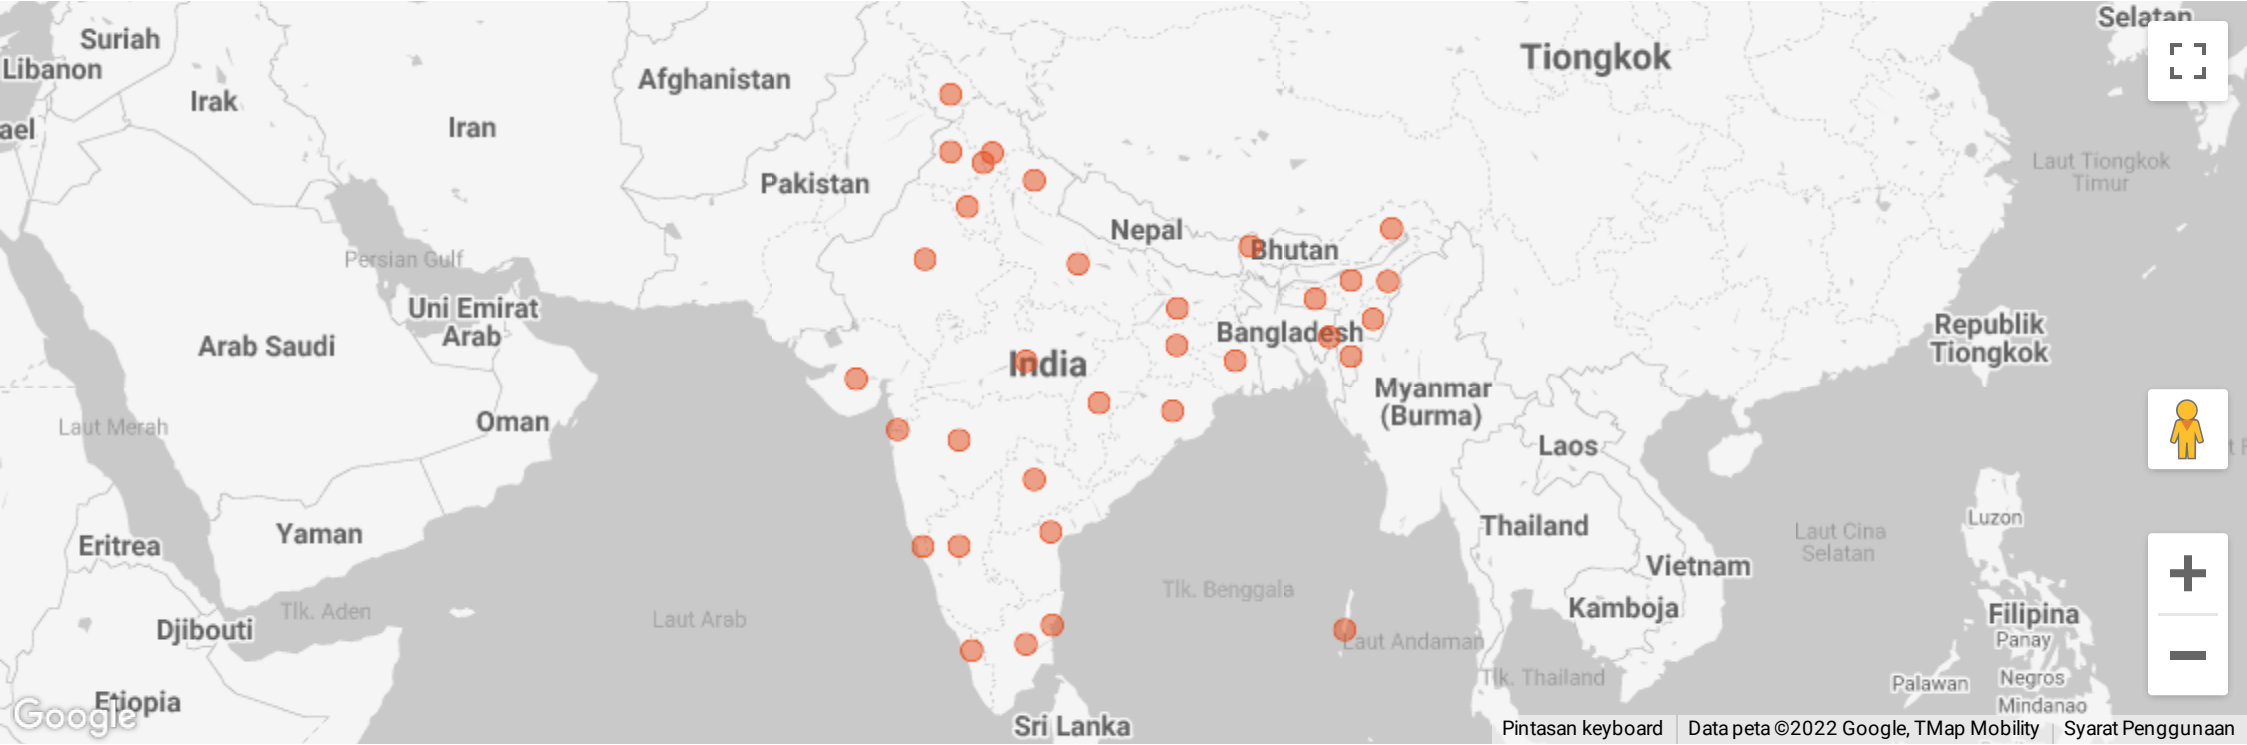 Selatan
Suriah
Tiongkok
Libanon
Afghanistan
Irak
Iran
ael
Laut Tiongkok
Timur
Pakistan
Nepal
Bhutan
Persian Gulf
Uni Emirat
Arab
Bangladesh
Republik
Tiongkok
Arab Saudi
India
Myanmar
(Burma)
Oman
Laut Merah
Laos
Luzon
Thailand
Yaman
Laut Cina
Selatan
Eritrea
Vietnam
Tlk. Benggala
Kamboja
Tlk. Aden
Filipina
Laut Arab
Djibouti
Panay
Laut Andaman
Tlk. Thailand
Negros
Palawan
Etiopia
Mindanao
Google
Sri Lanka
Pintasan keyboard
Data peta ©2022 Google, TMap Mobility
Syarat Penggunaan